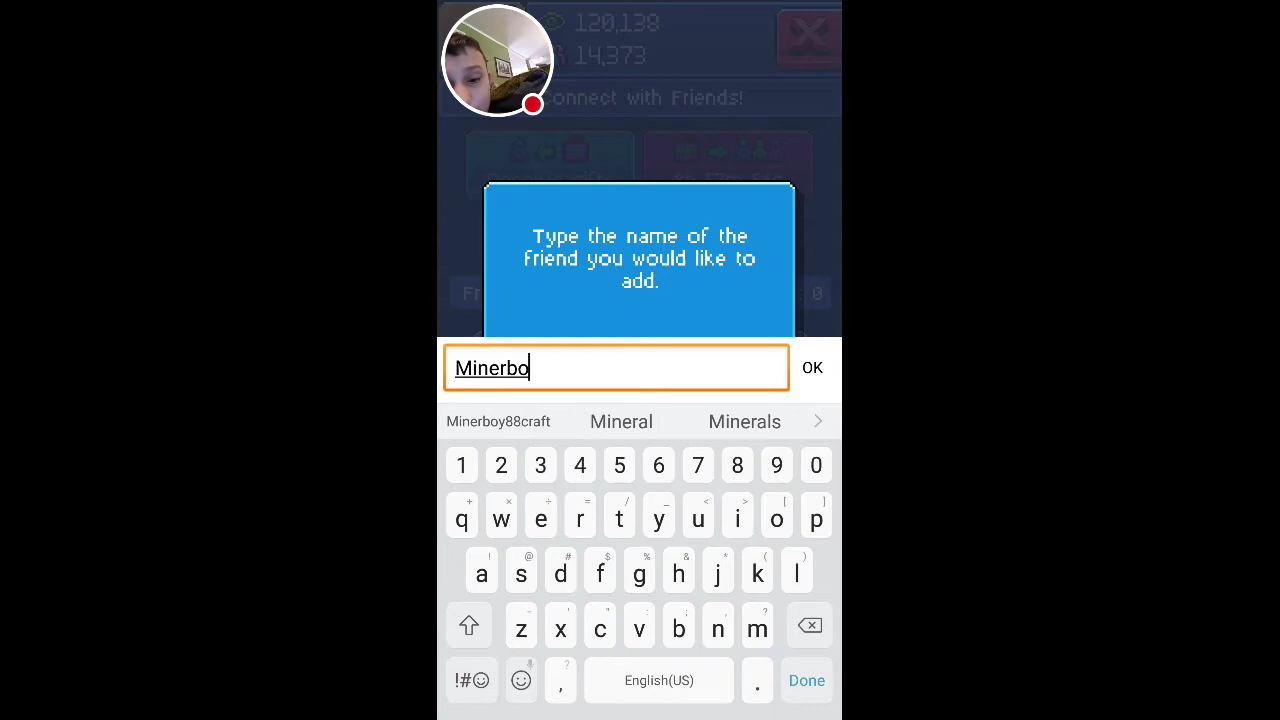 120,138
14,373
Connect with Friends!
Type the name of the
friend you would like to
add.
0
Minerbo
OK
Minerboy88craft Mineral Minerals >
1 2 3 4 5 6 7 8 9 0
+ × ÷ = / _ < > [ ]
q w e r t y u i o p
! @ # $ % & * ( )
a s d f g h j k l
- ' " : ; , ?
z x c v b n m
!#☺ , ? English(US) . Done